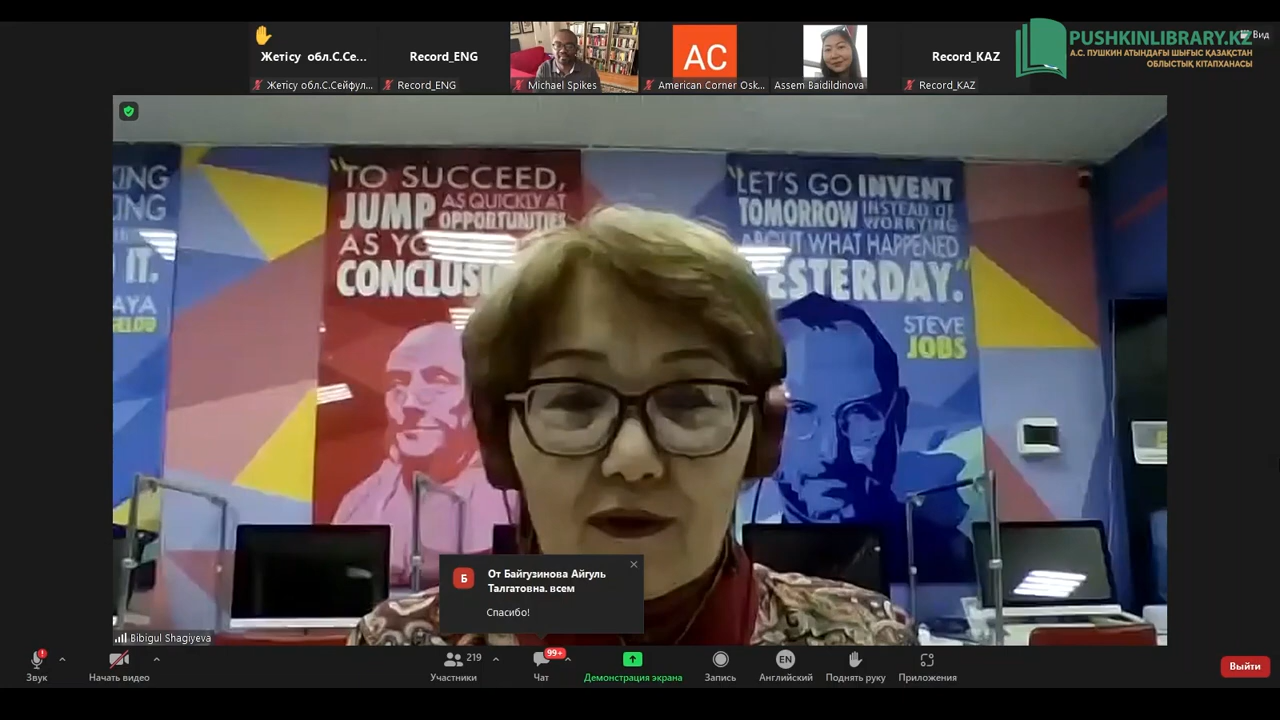 Жетісу обл.С.Се...
Record_ENG
AC
Record_KAZ
PUSHKINLIBRARY.KZ
А.С. ПУШКИН АТЫНДАҒЫ ШЫҒЫС ҚАЗАҚСТАН
ОБЛЫСТЫҚ КІТАПХАНАСЫ
Вид
Жетісу обл.С.Сейфул...
Record_ENG
Michael Spikes
American Corner Osk...
Assem Baidildinova
Record_KAZ
KING
KING
IT.
AYA
GELOU
"TO SUCCEED,
JUMP AS QUICKLY AT
OPPORTUNITIES
AS YO
CONCLUSI
"LET'S GO INVENT
TOMORROW INSTEAD OF
WORRYING
ABOUT WHAT HAPPENED
YESTERDAY."
STEVE
JOBS
Б
От Байгузинова Айгуль
Талгатовна. всем
Спасибо!
Bibigul Shagiyeva
219
99+
EN
Звук
Начать видео
Участники
Чат
Демонстрация экрана
Запись
Английский
Поднять руку
Приложения
Выйти